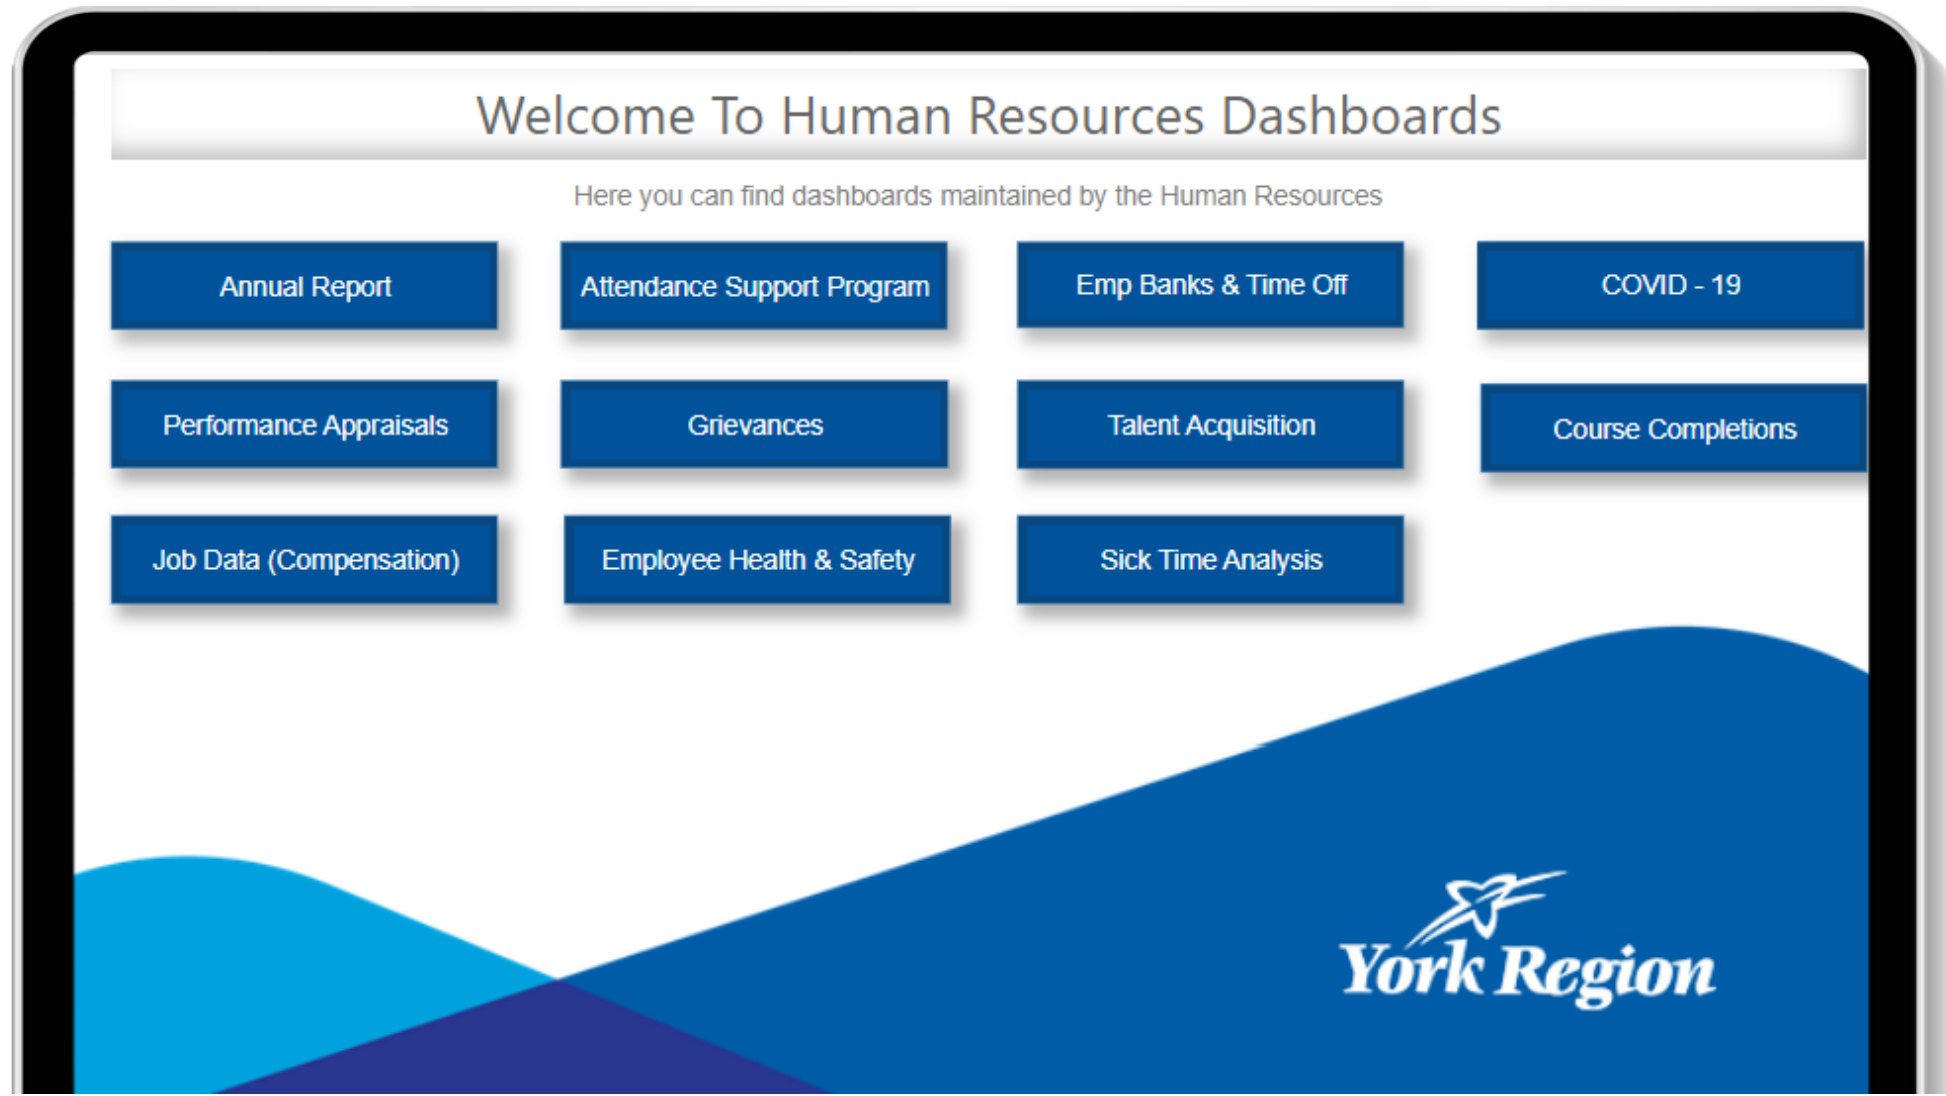 Welcome To Human Resources Dashboards
Here you can find dashboards maintained by the Human Resources
Annual Report
Attendance Support Program
Emp Banks & Time Off
COVID - 19
Performance Appraisals
Grievances
Talent Acquisition
Course Completions
Job Data (Compensation)
Employee Health & Safety
Sick Time Analysis
York Region